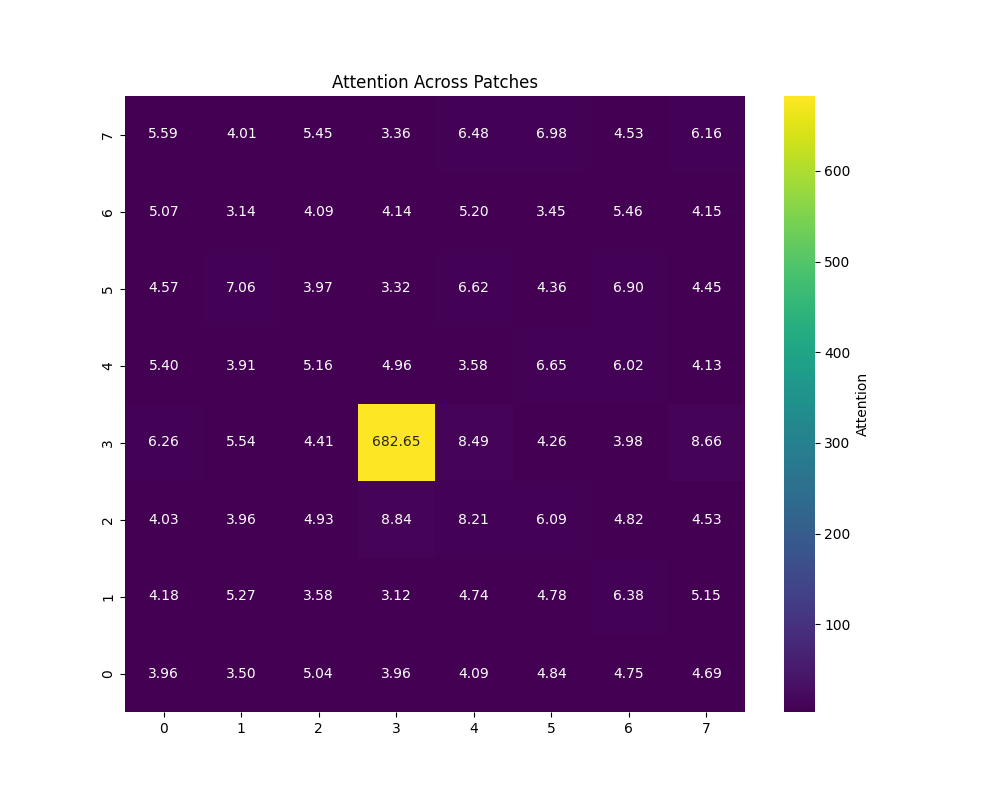 Attention Across Patches
7 5.59 4.01 5.45 3.36 6.48 6.98 4.53 6.16
6 5.07 3.14 4.09 4.14 5.20 3.45 5.46 4.15
5 4.57 7.06 3.97 3.32 6.62 4.36 6.90 4.45
4 5.40 3.91 5.16 4.96 3.58 6.65 6.02 4.13
3 6.26 5.54 4.41 682.65 8.49 4.26 3.98 8.66
2 4.03 3.96 4.93 8.84 8.21 6.09 4.82 4.53
1 4.18 5.27 3.58 3.12 4.74 4.78 6.38 5.15
0 3.96 3.50 5.04 3.96 4.09 4.84 4.75 4.69
0 1 2 3 4 5 6 7
600
500
400
300
200
100
Attention